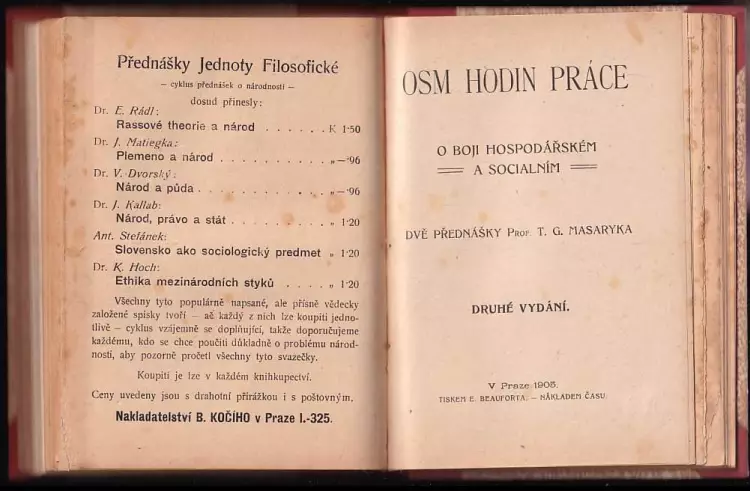 Přednášky Jednoty Filosofické
— cyklus přednášek o národnosti —
dosud přinesly:
Dr. E. Rádl:
Rassové theorie a národ . . . . . . K 1·50
Dr. J. Matiegka:
Plemeno a národ . . . . . . . . . . „ —·96
Dr. V. Dvorský:
Národ a půda . . . . . . . . . . . . „ —·96
Dr. J. Kallab:
Národ, právo a stát . . . . . . . . . „ 1·20
Ant. Štefánek:
Slovensko ako sociologický predmet „ 1·20
Dr. K. Hoch:
Ethika mezinárodních styků . . . . „ 1·20
Všechny tyto populárně napsané, ale přísně vědecky
založené spisky tvoří — ač každý z nich lze koupiti jedno-
tlivě — cyklus vzájemně se doplňující, takže doporučujeme
každému, kdo se chce poučiti důkladně o problému národ-
nosti, aby pozorně pročetl všechny tyto svazečky.
Koupiti je lze v každém knihkupectví.
Ceny uvedeny jsou s drahotní přirážkou i s poštovným.
Nakladatelství B. KOČÍHO v Praze I.-325.
OSM HODIN PRÁCE
O BOJI HOSPODÁŘSKÉM
A SOCIALNÍM
DVĚ PŘEDNÁŠKY PROF. T. G. MASARYKA
DRUHÉ VYDÁNÍ.
V PRAZE 1905.
TISKEM E. BEAUFORTA. — NÁKLADEM ČASU.